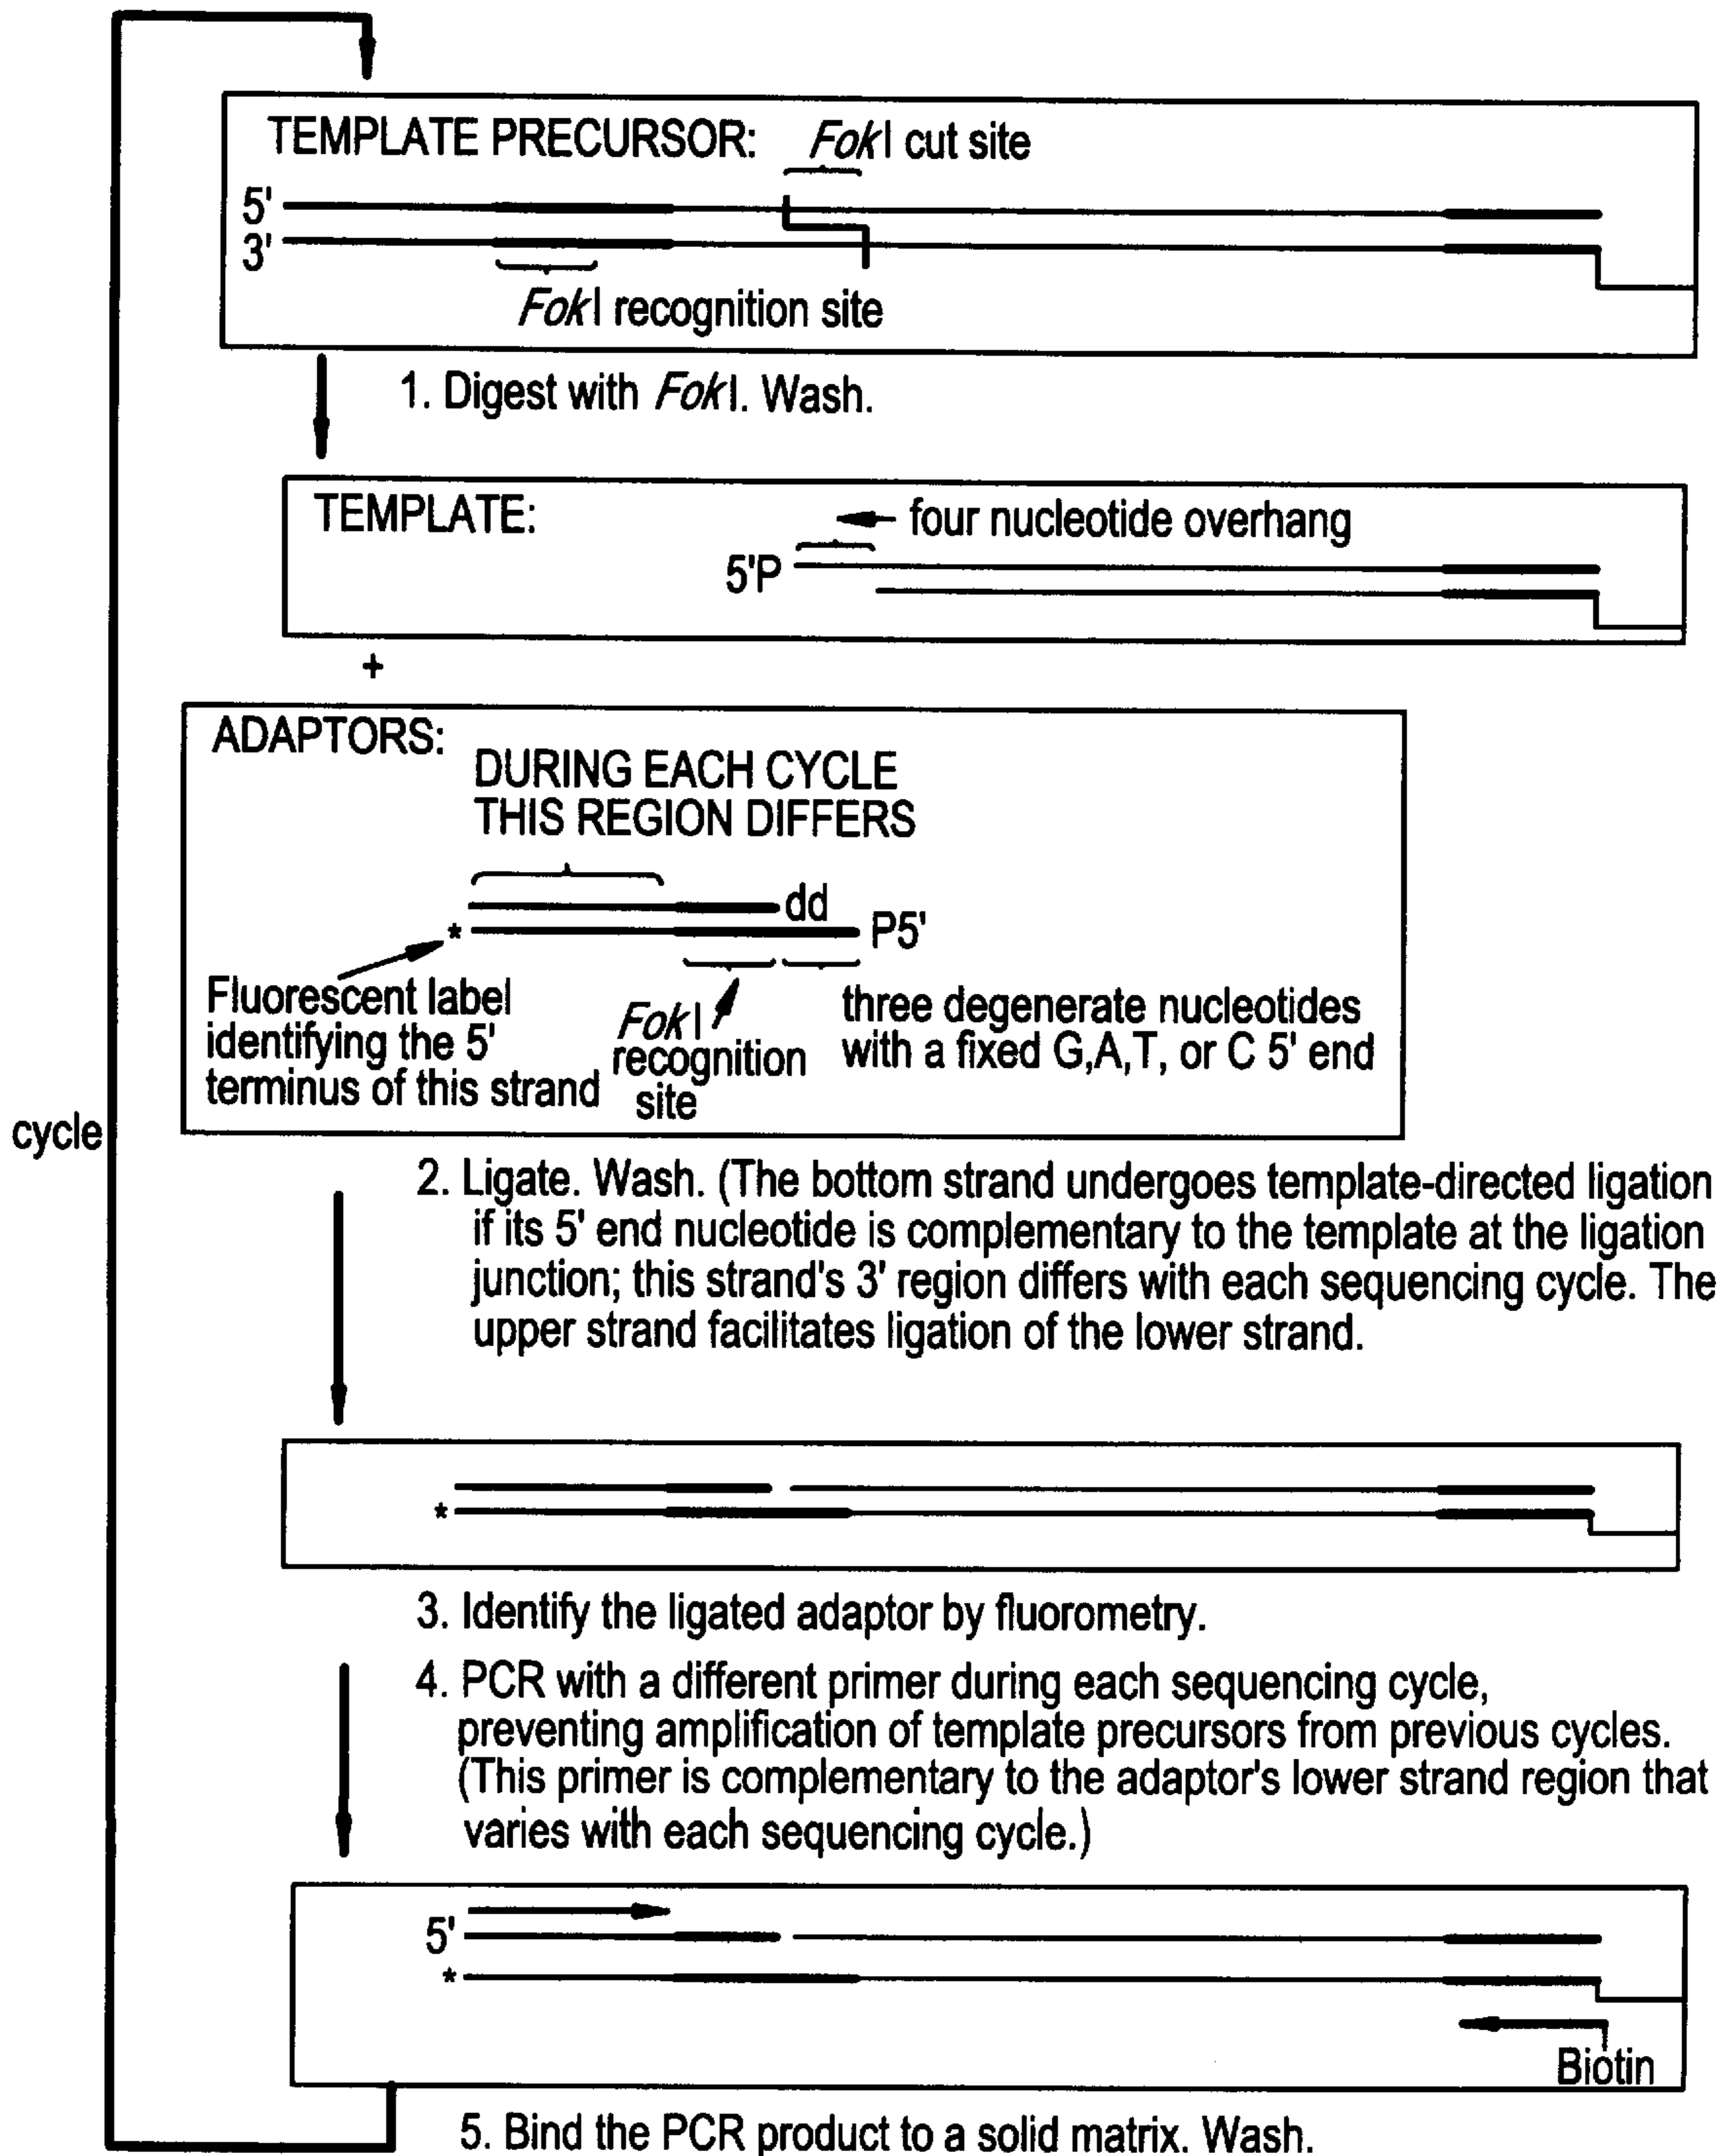 TEMPLATE PRECURSOR: FokI cut site
5'
3'
FokI recognition site
1. Digest with FokI. Wash.
TEMPLATE:
four nucleotide overhang
5'P
+
ADAPTORS:
DURING EACH CYCLE
THIS REGION DIFFERS
dd
* P5'
Fluorescent label
identifying the 5'
terminus of this strand
FokI
recognition
site
three degenerate nucleotides
with a fixed G,A,T, or C 5' end
cycle
2. Ligate. Wash. (The bottom strand undergoes template-directed ligation
if its 5' end nucleotide is complementary to the template at the ligation
junction; this strand's 3' region differs with each sequencing cycle. The
upper strand facilitates ligation of the lower strand.
*
3. Identify the ligated adaptor by fluorometry.
4. PCR with a different primer during each sequencing cycle,
preventing amplification of template precursors from previous cycles.
(This primer is complementary to the adaptor's lower strand region that
varies with each sequencing cycle.)
5'
*
Biotin
5. Bind the PCR product to a solid matrix. Wash.